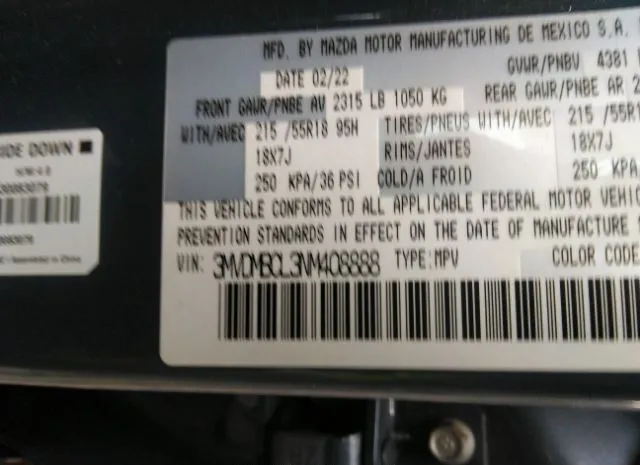 MFD. BY MAZDA MOTOR MANUFACTURING DE MEXICO S.A.
DATE 02/22
GVWR/PNBV 4381
FRONT GAWR/PNBE AV 2315 LB 1050 KG
REAR GAWR/PNBE AR 2
WITH/AVEC 215 /55R18 95H
TIRES/PNEUS WITH/AVEC 215 /55R
18X7J
RIMS/JANTES
18X7J
250 KPA/36 PSI
COLD/A FROID
250 KPA
THIS VEHICLE CONFORMS TO ALL APPLICABLE FEDERAL MOTOR VEHIC
PREVENTION STANDARDS IN EFFECT ON THE DATE OF MANUFACTURE
VIN: 3MVDMBCL3NM408888 TYPE:MPV
COLOR CODE
IDE DOWN